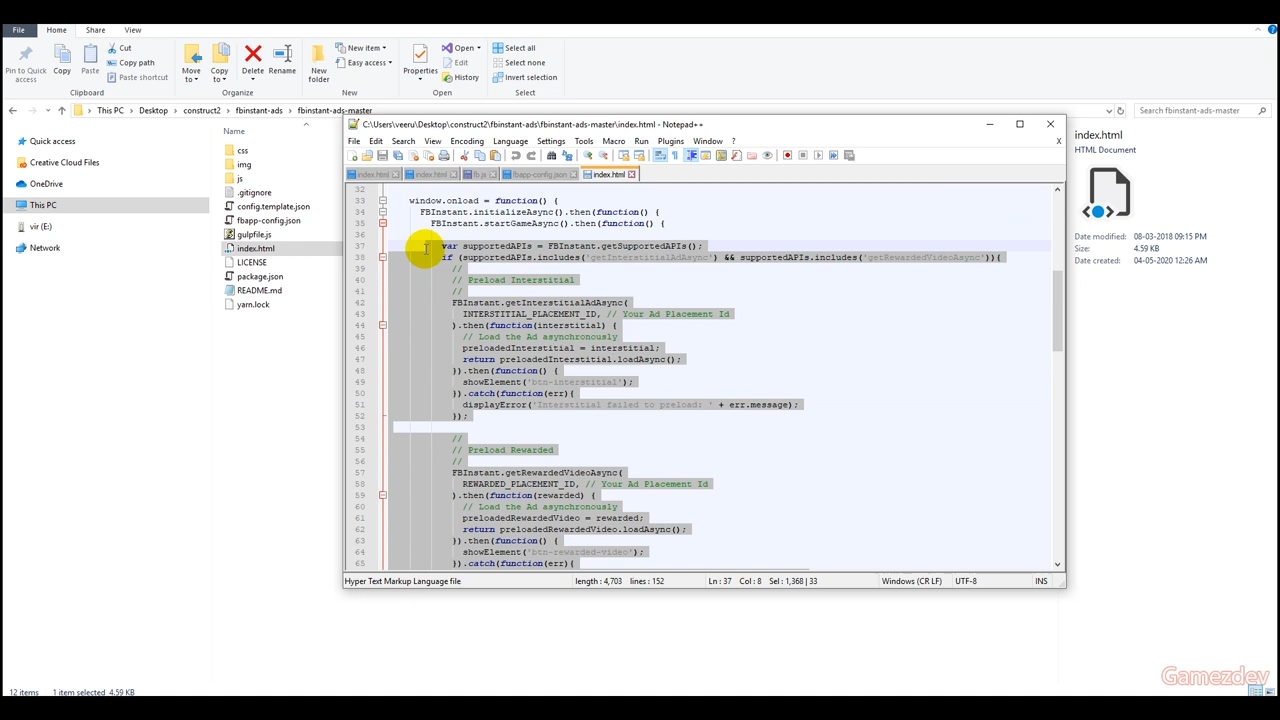 File Home Share View
Pin to Quick access
Copy
Paste
Cut
Copy path
Paste shortcut
Clipboard
Move to
Copy to
Delete
Rename
Organize
New folder
New item
Easy access
New
Properties
Open
Edit
History
Open
Select all
Select none
Invert selection
Select
This PC Desktop construct2 fbinstant-ads fbinstant-ads-master
Search fbinstant-ads-master
Quick access
Creative Cloud Files
OneDrive
This PC
vir (E:)
Network
Name
css
img
js
.gitignore
config.template.json
fbapp-config.json
gulpfile.js
index.html
LICENSE
package.json
README.md
yarn.lock
C:\Users\veeru\Desktop\construct2\fbinstant-ads\fbinstant-ads-master\index.html - Notepad++
File Edit Search View Encoding Language Settings Tools Macro Run Plugins Window ? X
index.html index.html fb.js fbapp-config.json index.html
32
33 window.onload = function() {
34 FBInstant.initializeAsync().then(function() {
35 FBInstant.startGameAsync().then(function() {
36
37 var supportedAPIs = FBInstant.getSupportedAPIs();
38 if (supportedAPIs.includes('getInterstitialAdAsync') && supportedAPIs.includes('getRewardedVideoAsync')){
39 //
40 // Preload Interstitial
41 //
42 FBInstant.getInterstitialAdAsync(
43 INTERSTITIAL_PLACEMENT_ID, // Your Ad Placement Id
44 ).then(function(interstitial) {
45 // Load the Ad asynchronously
46 preloadedInterstitial = interstitial;
47 return preloadedInterstitial.loadAsync();
48 }).then(function() {
49 showElement('btn-interstitial');
50 }).catch(function(err){
51 displayError('Interstitial failed to preload: ' + err.message);
52 });
53
54 //
55 // Preload Rewarded
56 //
57 FBInstant.getRewardedVideoAsync(
58 REWARDED_PLACEMENT_ID, // Your Ad Placement Id
59 ).then(function(rewarded) {
60 // Load the Ad asynchronously
61 preloadedRewardedVideo = rewarded;
62 return preloadedRewardedVideo.loadAsync();
63 }).then(function() {
64 showElement('btn-rewarded-video');
65 }).catch(function(err){
Hyper Text Markup Language file length : 4,703 lines : 152 Ln : 37 Col : 8 Sel : 1,368 | 33 Windows (CR LF) UTF-8 INS
index.html
HTML Document
Date modified: 08-03-2018 09:15 PM
Size: 4.59 KB
Date created: 04-05-2020 12:26 AM
12 items 1 item selected 4.59 KB
Gamezdev